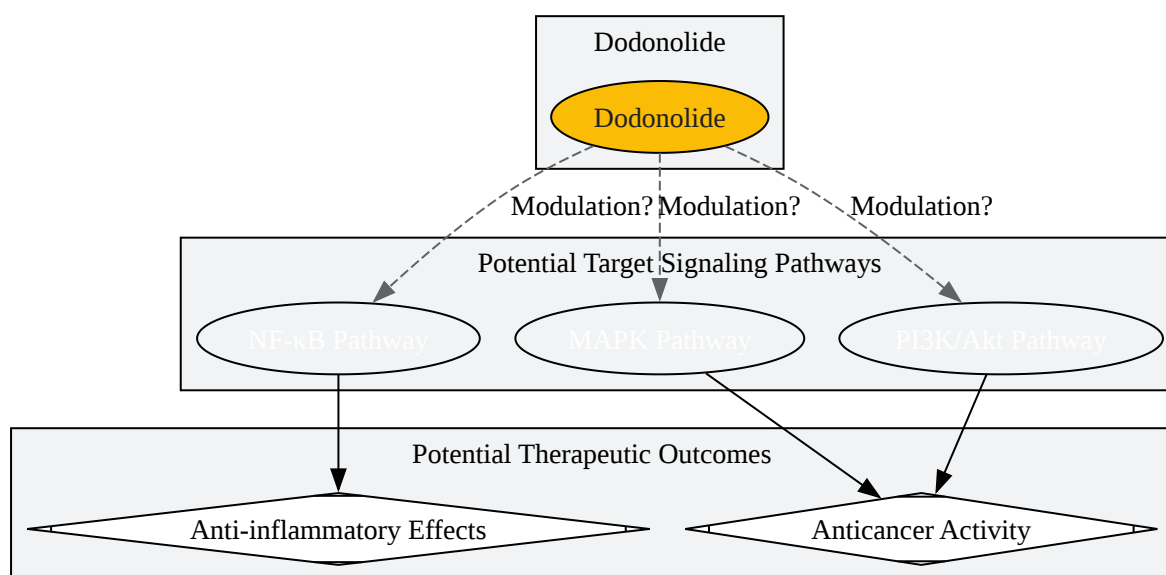 Dodonolide
Dodonolide
Modulation? Modulation? Modulation?
Potential Target Signaling Pathways
NF-κB Pathway MAPK Pathway PI3K/Akt Pathway
Potential Therapeutic Outcomes
Anti-inflammatory Effects Anticancer Activity